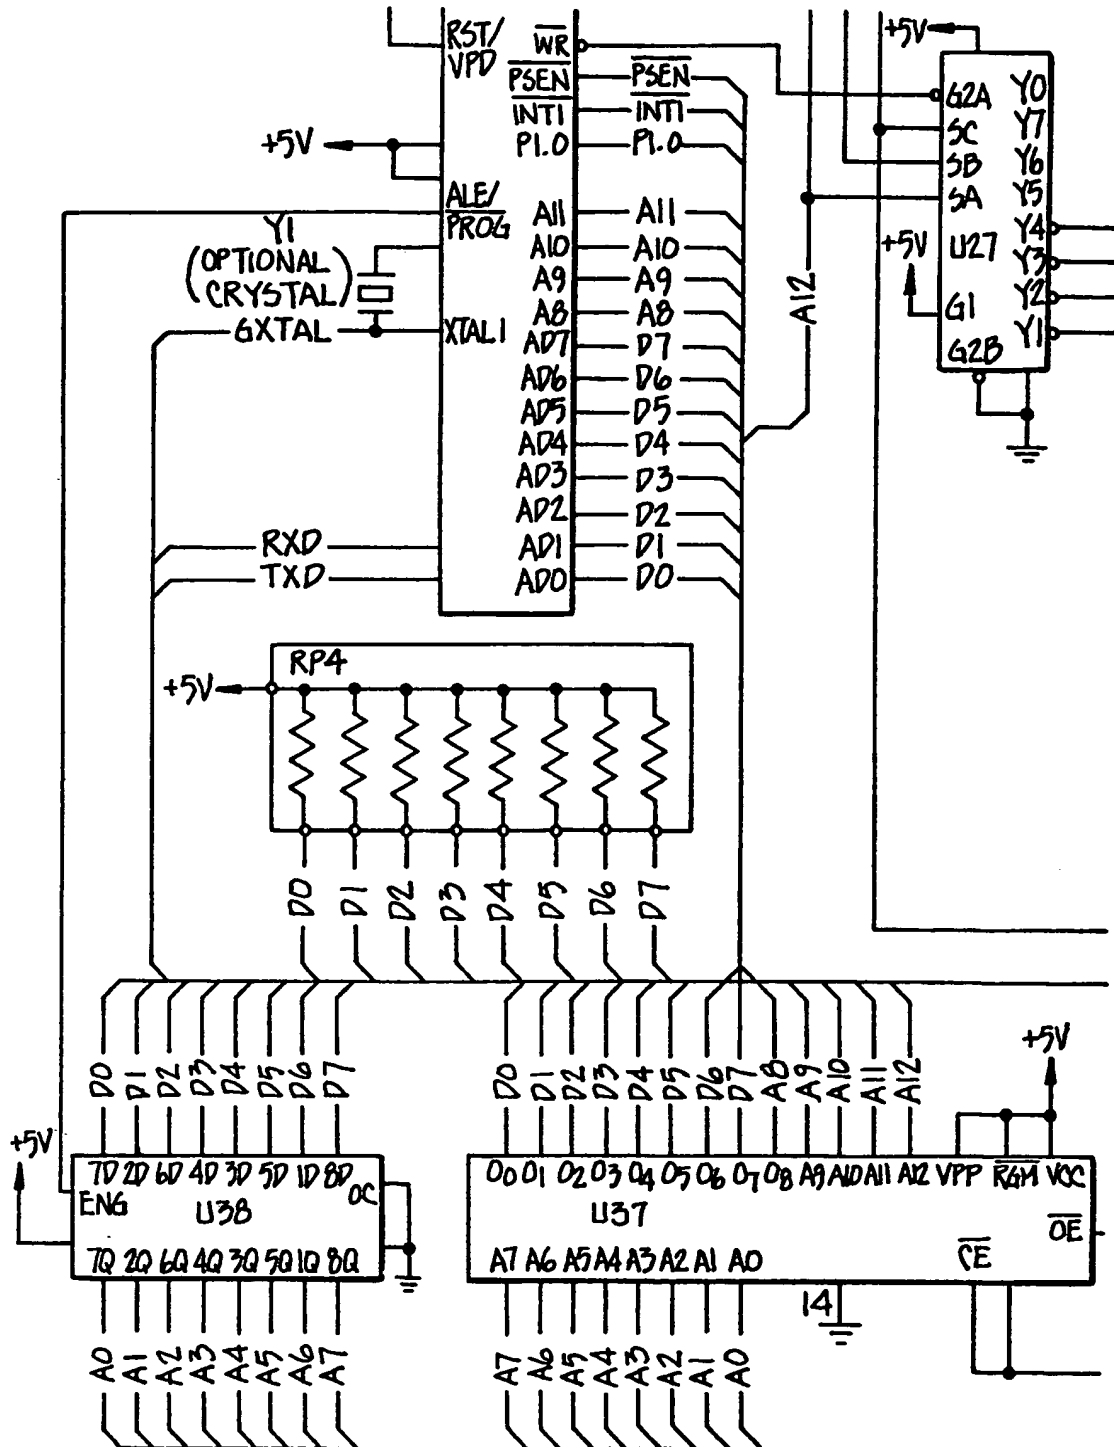 RST/
VPD
WR
PSEN
PSEN
INT1
INT1
P1.0
P1.0
+5V
ALE/
PROG
Y1
(OPTIONAL
CRYSTAL)
GXTAL
XTAL1
A11
A11
A10
A10
A9
A9
A8
A8
AD7
D7
AD6
D6
AD5
D5
AD4
D4
AD3
D3
AD2
D2
AD1
D1
AD0
D0
RXD
TXD
A12
+5V
G2A
Y0
SC
Y7
SB
Y6
SA
Y5
Y4
+5V
U27
Y3
Y2
G1
Y1
G2B
RP4
+5V
D0 D1 D2 D3 D4 D5 D6 D7
D0 D1 D2 D3 D4 D5 D6 D7
D0 D1 D2 D3 D4 D5 D6 D7 A8 A9 A10 A11 A12
+5V
+5V
7D 2D 6D 4D 3D 5D 1D 8D
ENG
U38
OC
7Q 2Q 6Q 4Q 3Q 5Q 1Q 8Q
O0 O1 O2 O3 O4 O5 O6 O7 O8 A9 A10 A11 A12 VPP RGM VCC
U37
OE
CE
A7 A6 A5 A4 A3 A2 A1 A0
14
A0 A1 A2 A3 A4 A5 A6 A7
A7 A6 A5 A4 A3 A2 A1 A0